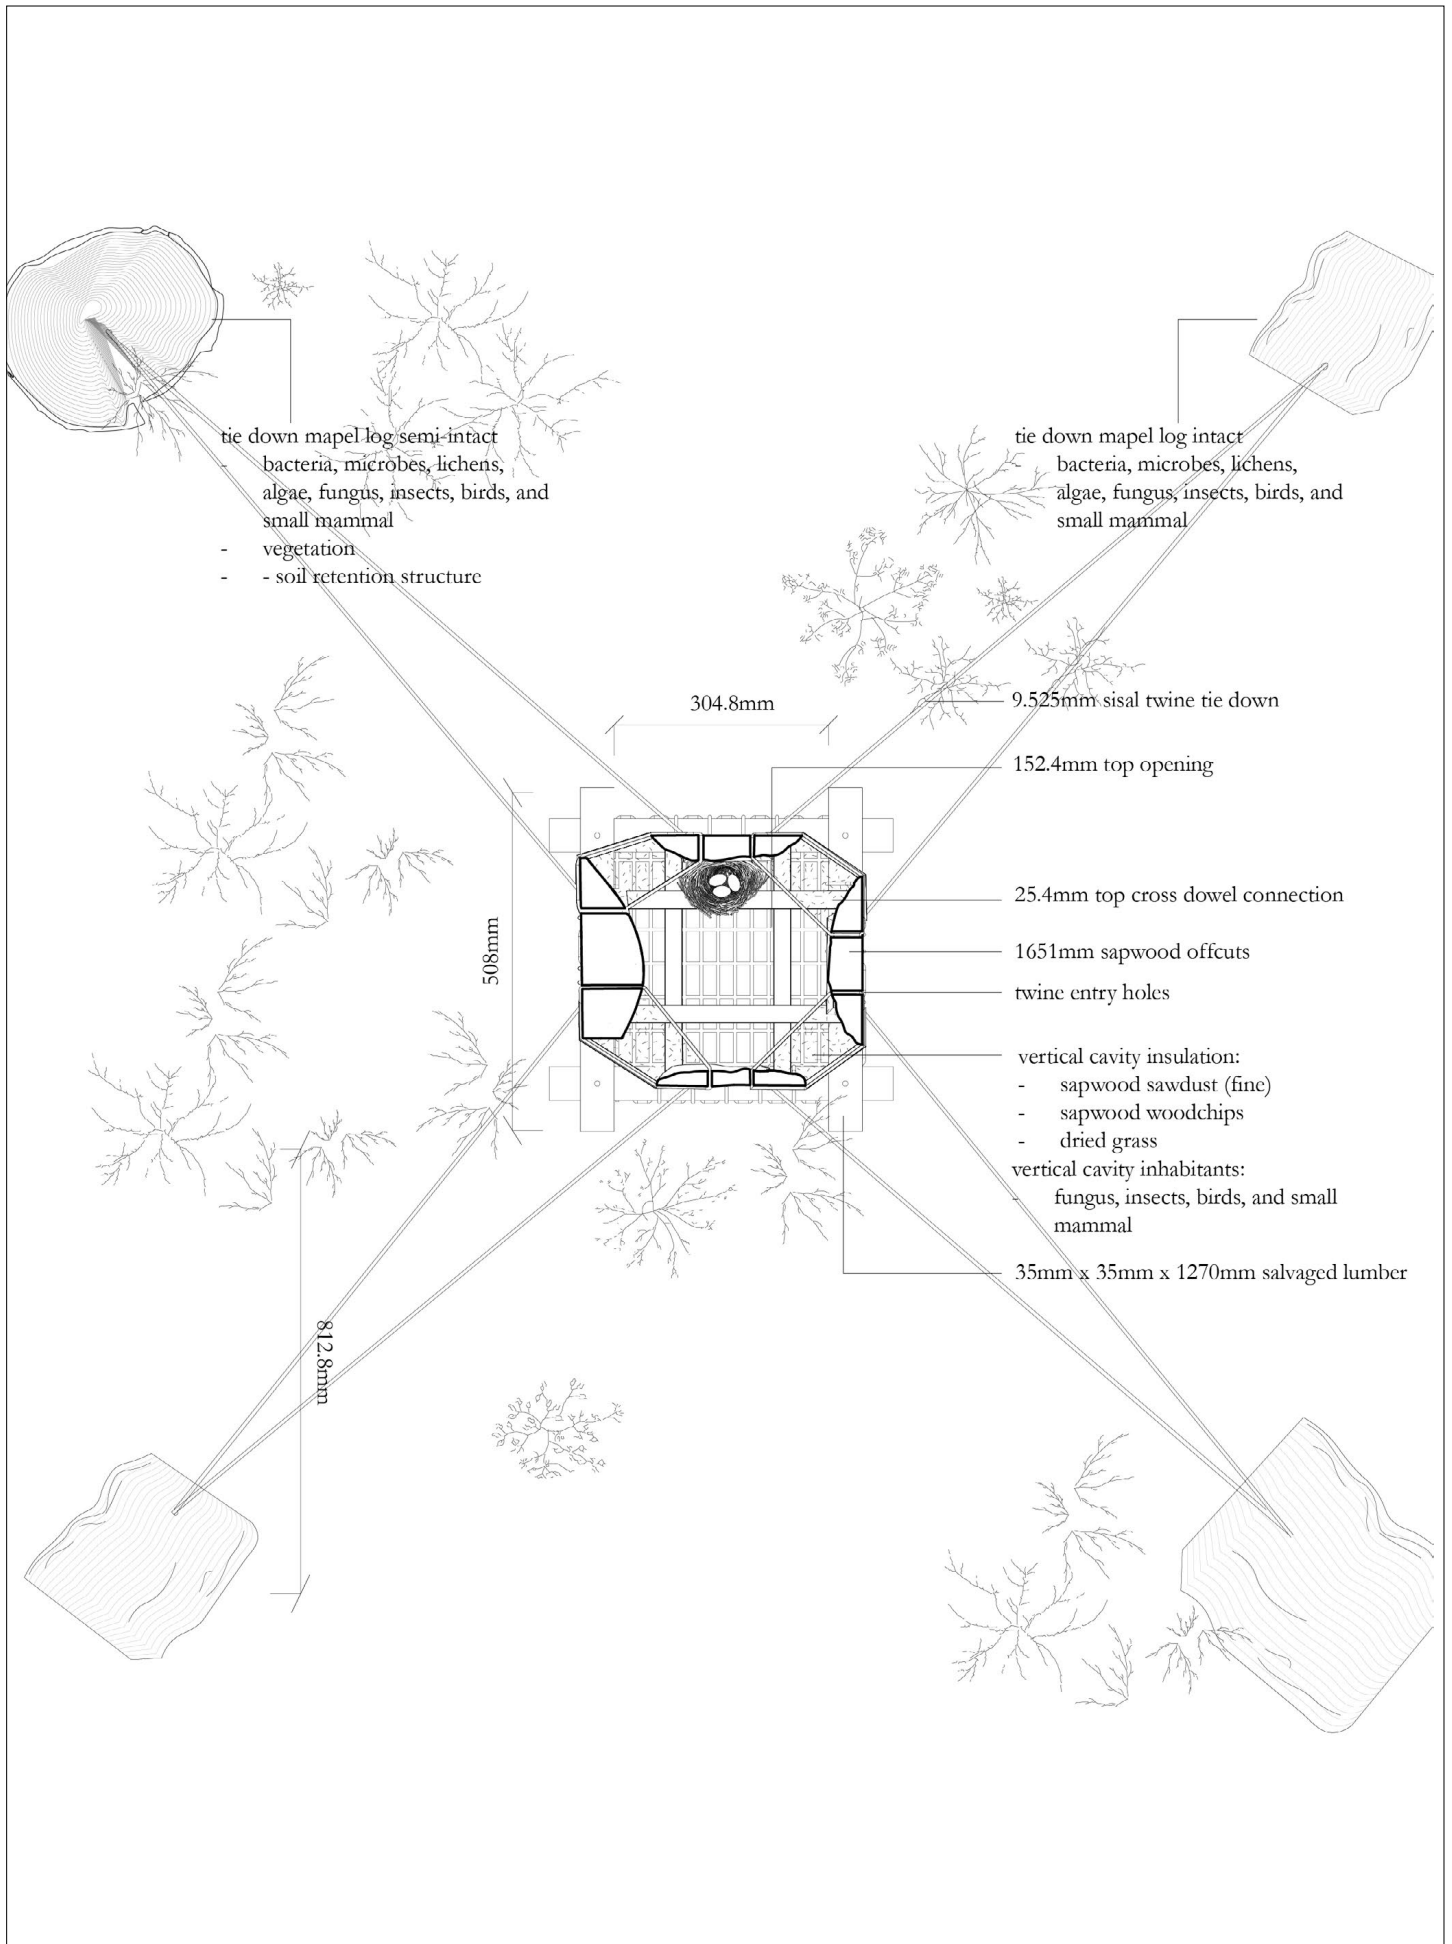 tie down mapel log semi-intact
- bacteria, microbes, lichens,
algae, fungus, insects, birds, and
small mammal
- vegetation
- - soil retention structure
tie down mapel log intact
- bacteria, microbes, lichens,
algae, fungus, insects, birds, and
small mammal
304.8mm
9.525mm sisal twine tie down
152.4mm top opening
508mm
25.4mm top cross dowel connection
1651mm sapwood offcuts
twine entry holes
vertical cavity insulation:
- sapwood sawdust (fine)
- sapwood woodchips
- dried grass
vertical cavity inhabitants:
- fungus, insects, birds, and small
mammal
35mm x 35mm x 1270mm salvaged lumber
812.8mm